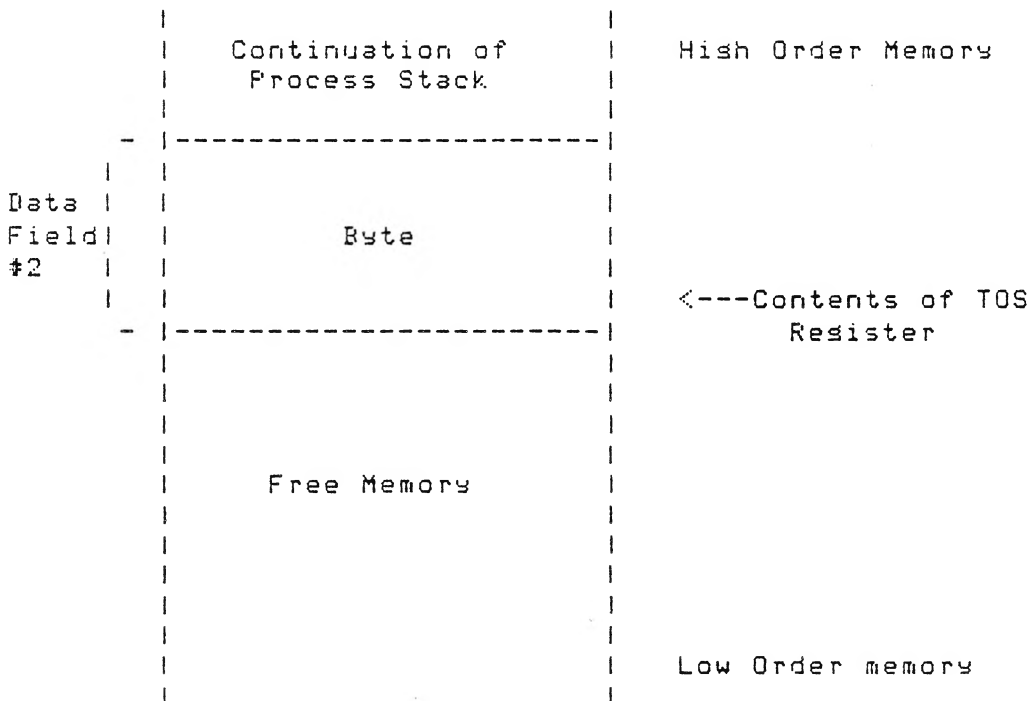 Continuation of High Order Memory
Process Stack
Data
Field Byte
#2
<---Contents of TOS
Register
Free Memory
Low Order memory